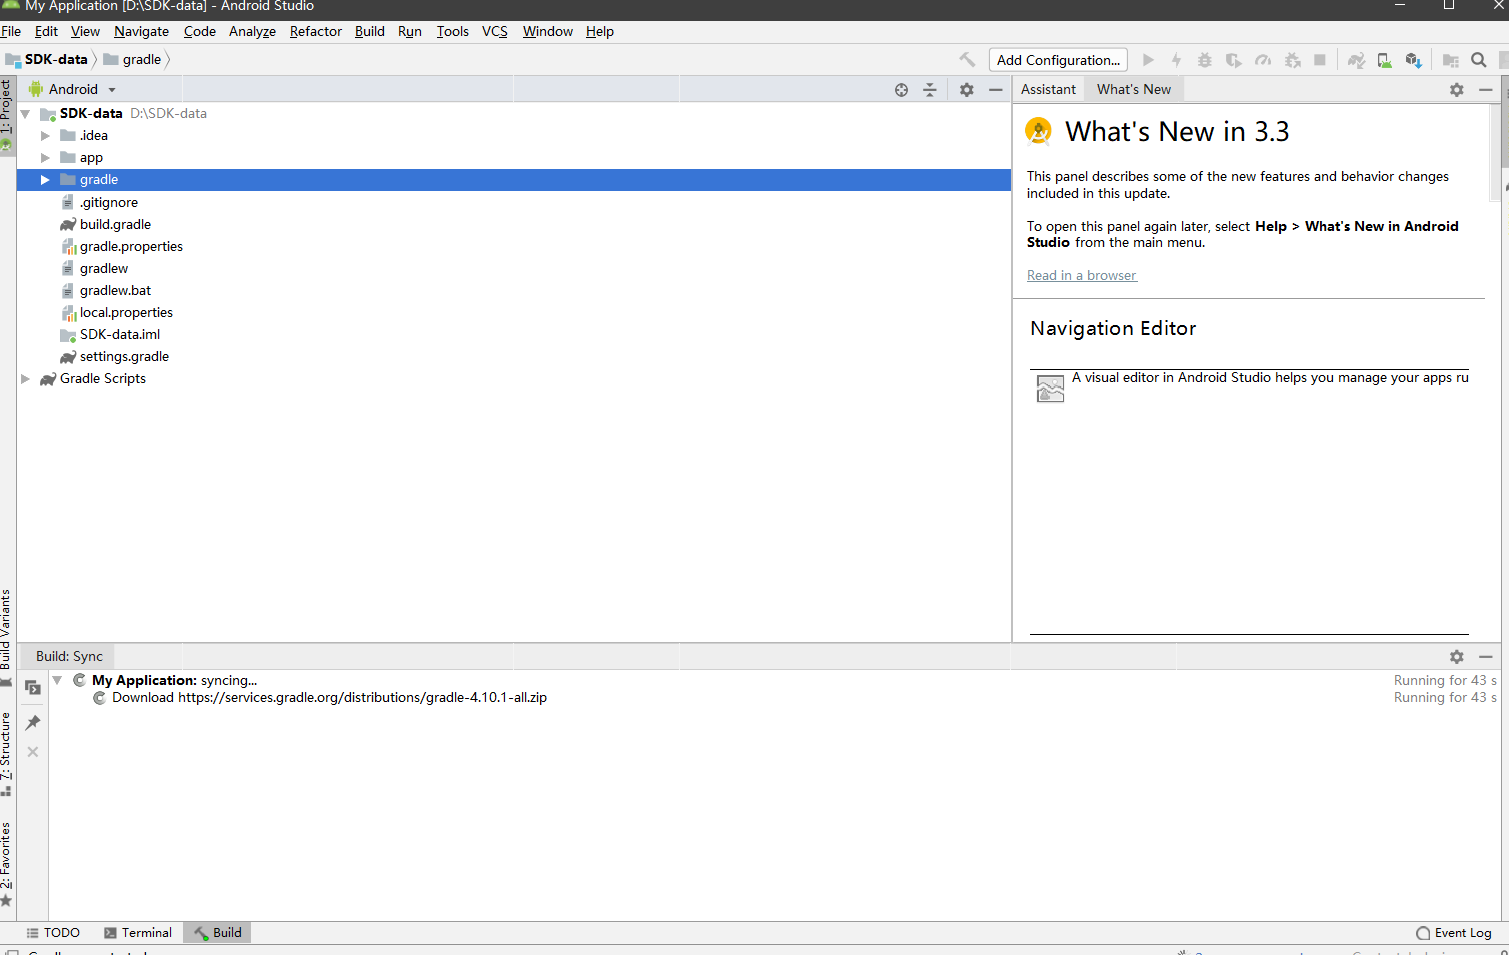 My Application [D:\SDK-data] - Android Studio
File Edit View Navigate Code Analyze Refactor Build Run Tools VCS Window Help
SDK-data gradle Add Configuration...
1: Project
Android
Assistant What's New
SDK-data D:\SDK-data
.idea
app
gradle
.gitignore
build.gradle
gradle.properties
gradlew
gradlew.bat
local.properties
SDK-data.iml
settings.gradle
Gradle Scripts
What's New in 3.3
This panel describes some of the new features and behavior changes
included in this update.
To open this panel again later, select Help > What's New in Android
Studio from the main menu.
Read in a browser
Navigation Editor
A visual editor in Android Studio helps you manage your apps ru
Build Variants
7: Structure
2: Favorites
Build: Sync
My Application: syncing... Running for 43 s
Download https://services.gradle.org/distributions/gradle-4.10.1-all.zip Running for 43 s
TODO Terminal Build Event Log